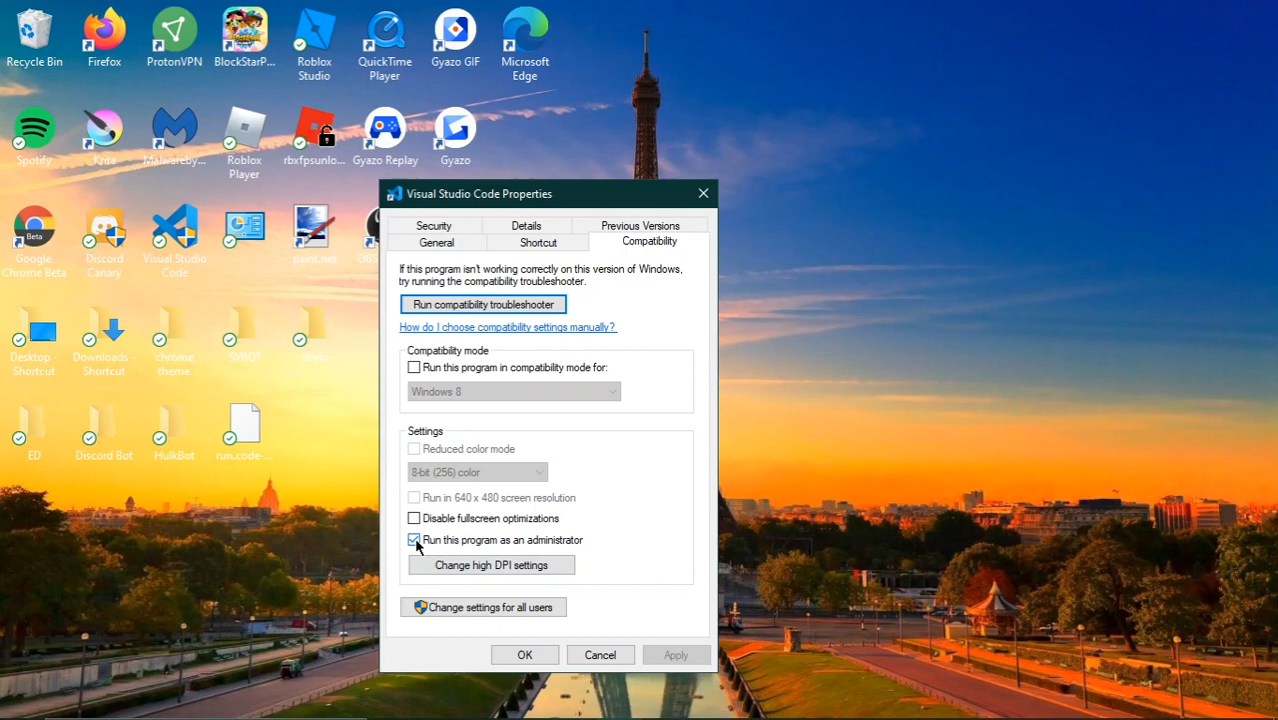 Recycle Bin
Firefox
ProtonVPN
BlockStarP...
Roblox
Studio
QuickTime
Player
Gyazo GIF
Microsoft
Edge
Spotify
Krita
Malwareby...
Roblox
Player
rbxfpsunlo...
Gyazo Replay
Gyazo
Beta
Google
Chrome Beta
Discord
Canary
Visual Studio
Code
paint.net
OBS
Desktop -
Shortcut
Downloads -
Shortcut
chrome
theme
SVBOT
ED
Discord Bot
HulkBot
run.code-...
Visual Studio Code Properties
Security
Details
Previous Versions
General
Shortcut
Compatibility
If this program isn't working correctly on this version of Windows,
try running the compatibility troubleshooter.
Run compatibility troubleshooter
How do I choose compatibility settings manually?
Compatibility mode
Run this program in compatibility mode for:
Windows 8
Settings
Reduced color mode
8-bit (256) color
Run in 640 x 480 screen resolution
Disable fullscreen optimizations
Run this program as an administrator
Change high DPI settings
Change settings for all users
OK
Cancel
Apply